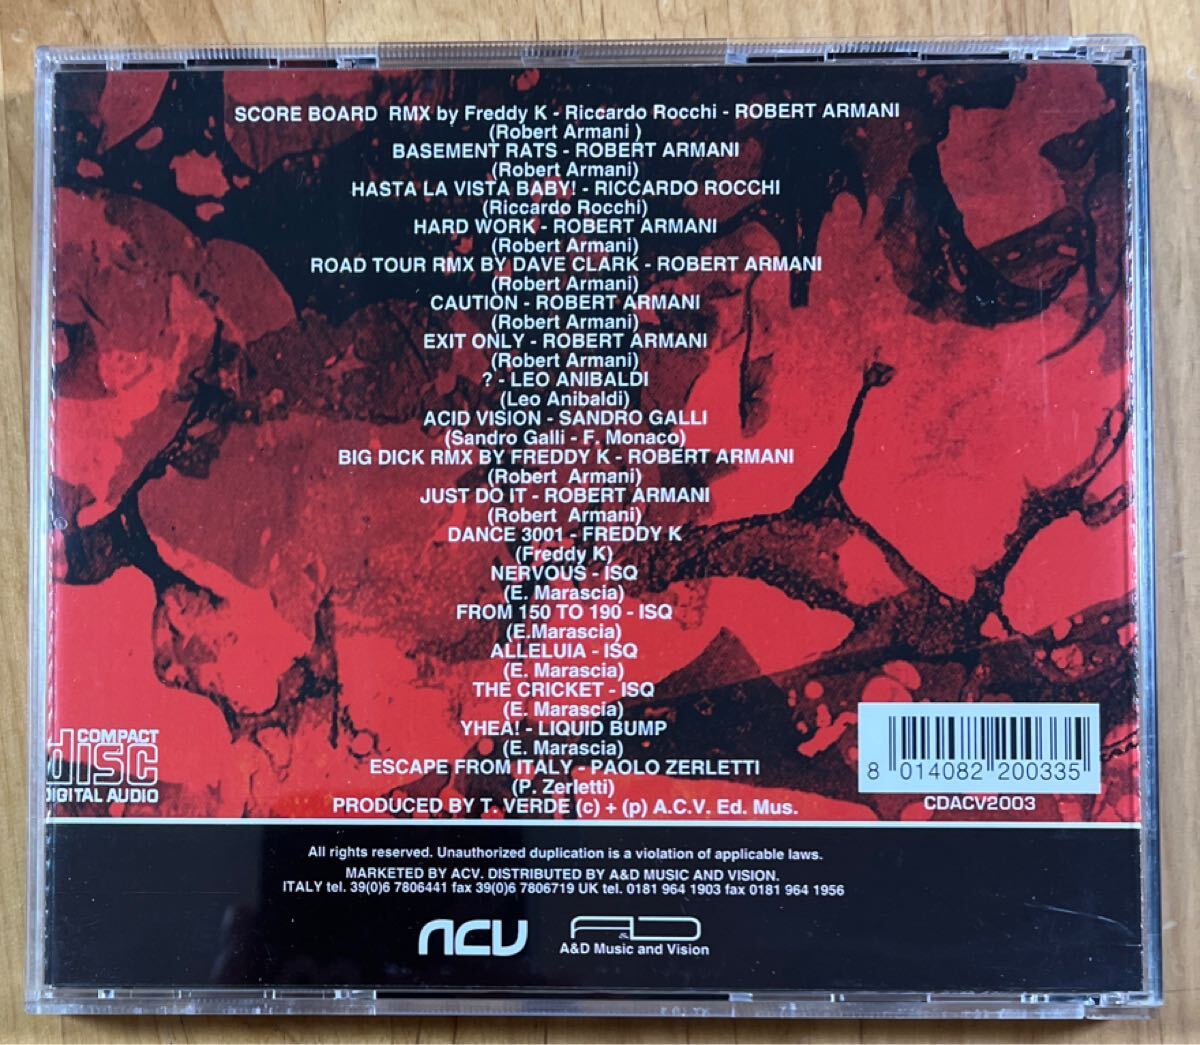 SCORE BOARD RMX by Freddy K - Riccardo Rocchi - ROBERT ARMANI
(Robert Armani )
BASEMENT RATS - ROBERT ARMANI
(Robert Armani)
HASTA LA VISTA BABY! - RICCARDO ROCCHI
(Riccardo Rocchi)
HARD WORK - ROBERT ARMANI
(Robert Armani)
ROAD TOUR RMX BY DAVE CLARK - ROBERT ARMANI
(Robert Armani)
CAUTION - ROBERT ARMANI
(Robert Armani)
EXIT ONLY - ROBERT ARMANI
(Robert Armani)
? - LEO ANIBALDI
(Leo Anibaldi)
ACID VISION - SANDRO GALLI
(Sandro Galli - F. Monaco)
BIG DICK RMX BY FREDDY K - ROBERT ARMANI
(Robert Armani)
JUST DO IT - ROBERT ARMANI
(Robert Armani)
DANCE 3001 - FREDDY K
(Freddy K)
NERVOUS - ISQ
(E. Marascia)
FROM 150 TO 190 - ISQ
(E.Marascia)
ALLELUIA - ISQ
(E. Marascia)
THE CRICKET - ISQ
(E. Marascia)
YHEA! - LIQUID BUMP
(E. Marascia)
ESCAPE FROM ITALY - PAOLO ZERLETTI
(P. Zerletti)
PRODUCED BY T. VERDE (c) + (p) A.C.V. Ed. Mus.
COMPACT
disc
DIGITAL AUDIO
8 014082 200335
CDACV2003
All rights reserved. Unauthorized duplication is a violation of applicable laws.
MARKETED BY ACV. DISTRIBUTED BY A&D MUSIC AND VISION.
ITALY tel. 39(0)6 7806441 fax 39(0)6 7806719 UK tel. 0181 964 1903 fax 0181 964 1956
ACV
A&D
A&D Music and Vision